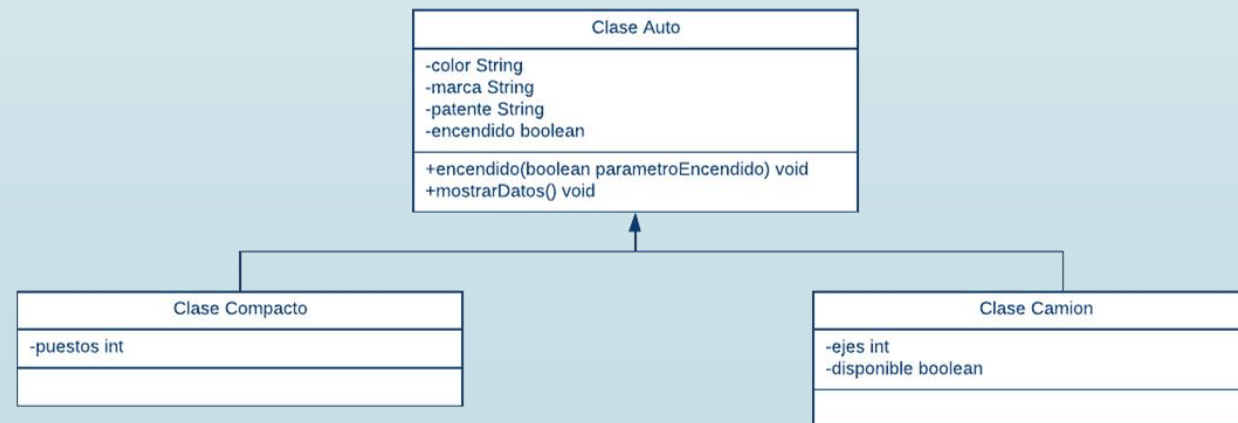 Clase Auto
-color String
-marca String
-patente String
-encendido boolean
+encendido(boolean parametroEncendido) void
+mostrarDatos() void
Clase Compacto
-puestos int
Clase Camion
-ejes int
-disponible boolean